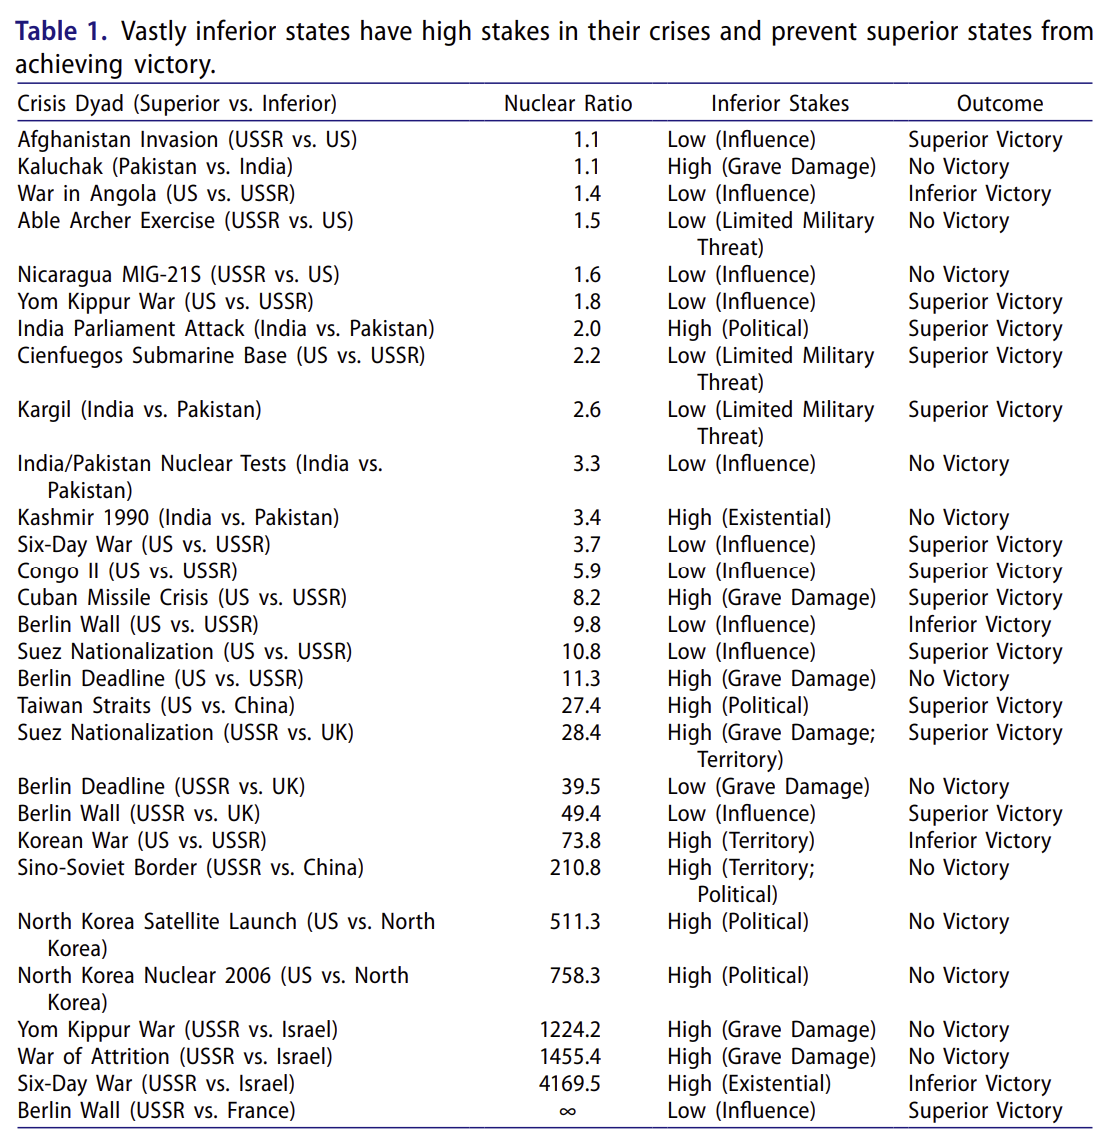 Table 1. Vastly inferior states have high stakes in their crises and prevent superior states from
achieving victory.
Crisis Dyad (Superior vs. Inferior) Nuclear Ratio Inferior Stakes Outcome
Afghanistan Invasion (USSR vs. US) 1.1 Low (Influence) Superior Victory
Kaluchak (Pakistan vs. India) 1.1 High (Grave Damage) No Victory
War in Angola (US vs. USSR) 1.4 Low (Influence) Inferior Victory
Able Archer Exercise (USSR vs. US) 1.5 Low (Limited Military No Victory
Threat)
Nicaragua MIG-21S (USSR vs. US) 1.6 Low (Influence) No Victory
Yom Kippur War (US vs. USSR) 1.8 Low (Influence) Superior Victory
India Parliament Attack (India vs. Pakistan) 2.0 High (Political) Superior Victory
Cienfuegos Submarine Base (US vs. USSR) 2.2 Low (Limited Military Superior Victory
Threat)
Kargil (India vs. Pakistan) 2.6 Low (Limited Military Superior Victory
Threat)
India/Pakistan Nuclear Tests (India vs. 3.3 Low (Influence) No Victory
Pakistan)
Kashmir 1990 (India vs. Pakistan) 3.4 High (Existential) No Victory
Six-Day War (US vs. USSR) 3.7 Low (Influence) Superior Victory
Congo II (US vs. USSR) 5.9 Low (Influence) Superior Victory
Cuban Missile Crisis (US vs. USSR) 8.2 High (Grave Damage) Superior Victory
Berlin Wall (US vs. USSR) 9.8 Low (Influence) Inferior Victory
Suez Nationalization (US vs. USSR) 10.8 Low (Influence) Superior Victory
Berlin Deadline (US vs. USSR) 11.3 High (Grave Damage) No Victory
Taiwan Straits (US vs. China) 27.4 High (Political) Superior Victory
Suez Nationalization (USSR vs. UK) 28.4 High (Grave Damage; Superior Victory
Territory)
Berlin Deadline (USSR vs. UK) 39.5 Low (Grave Damage) No Victory
Berlin Wall (USSR vs. UK) 49.4 Low (Influence) Superior Victory
Korean War (US vs. USSR) 73.8 High (Territory) Inferior Victory
Sino-Soviet Border (USSR vs. China) 210.8 High (Territory; No Victory
Political)
North Korea Satellite Launch (US vs. North 511.3 High (Political) No Victory
Korea)
North Korea Nuclear 2006 (US vs. North 758.3 High (Political) No Victory
Korea)
Yom Kippur War (USSR vs. Israel) 1224.2 High (Grave Damage) No Victory
War of Attrition (USSR vs. Israel) 1455.4 High (Grave Damage) No Victory
Six-Day War (USSR vs. Israel) 4169.5 High (Existential) Inferior Victory
Berlin Wall (USSR vs. France) ∞ Low (Influence) Superior Victory